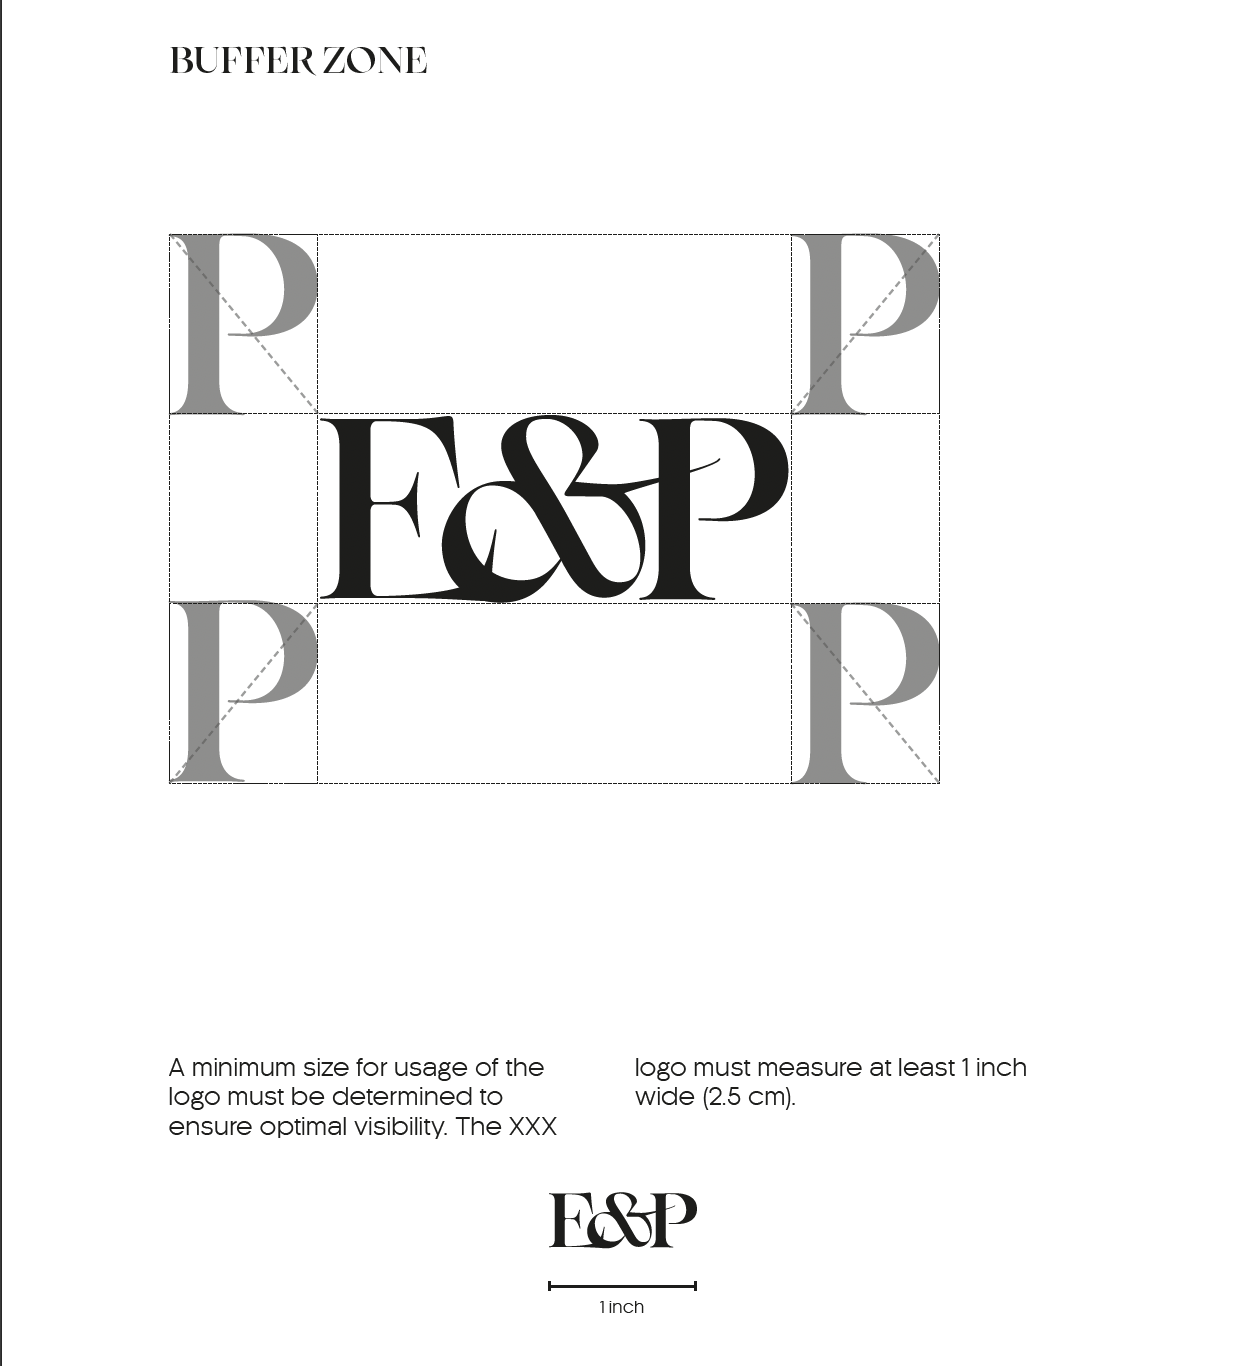 BUFFER ZONE
P P
E&P
P P
A minimum size for usage of the
logo must be determined to
ensure optimal visibility. The XXX
logo must measure at least 1 inch
wide (2.5 cm).
E&P
1 inch